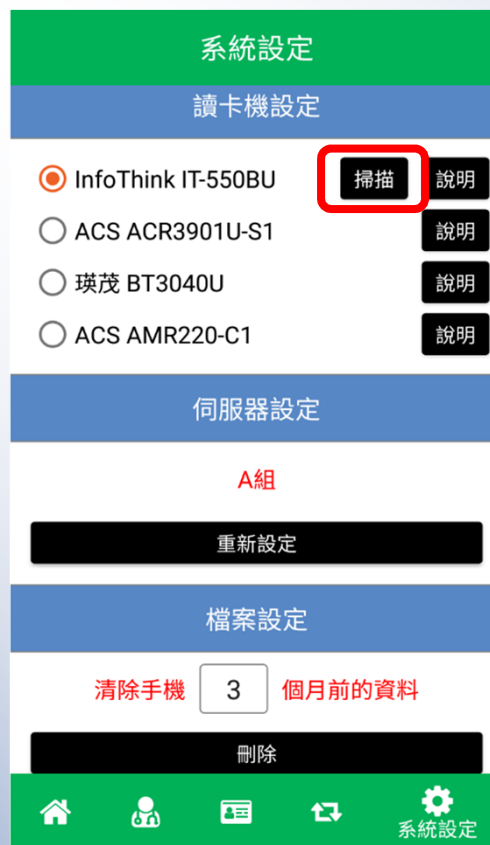 系統設定
讀卡機設定
InfoThink IT-550BU 掃描 說明
ACS ACR3901U-S1 說明
瑛茂 BT3040U 說明
ACS AMR220-C1 說明
伺服器設定
A組
重新設定
檔案設定
清除手機 3 個月前的資料
刪除
系統設定